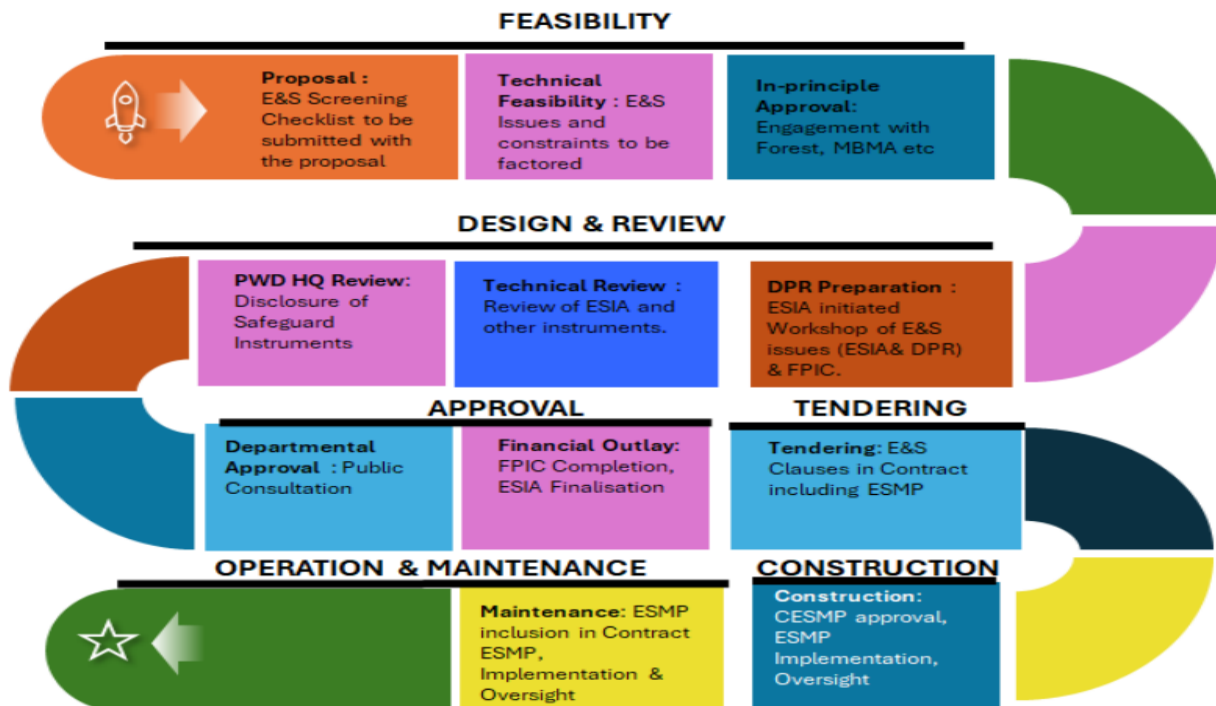 FEASIBILITY
Proposal :
E&S Screening
Checklist to be
submitted with
the proposal
Technical
Feasibility : E&S
Issues and
constraints to be
factored
In-principle
Approval:
Engagement with
Forest, MBMA etc
DESIGN & REVIEW
PWD HQ Review:
Disclosure of
Safeguard
Instruments
Technical Review :
Review of ESIA and
other instruments.
DPR Preparation :
ESIA initiated
Workshop of E&S
issues (ESIA& DPR)
& FPIC.
APPROVAL
TENDERING
Departmental
Approval : Public
Consultation
Financial Outlay:
FPIC Completion,
ESIA Finalisation
Tendering: E&S
Clauses in Contract
including ESMP
OPERATION & MAINTENANCE
CONSTRUCTION
Maintenance: ESMP
inclusion in Contract
ESMP,
Implementation &
Oversight
Construction:
CESMP approval,
ESMP
Implementation,
Oversight